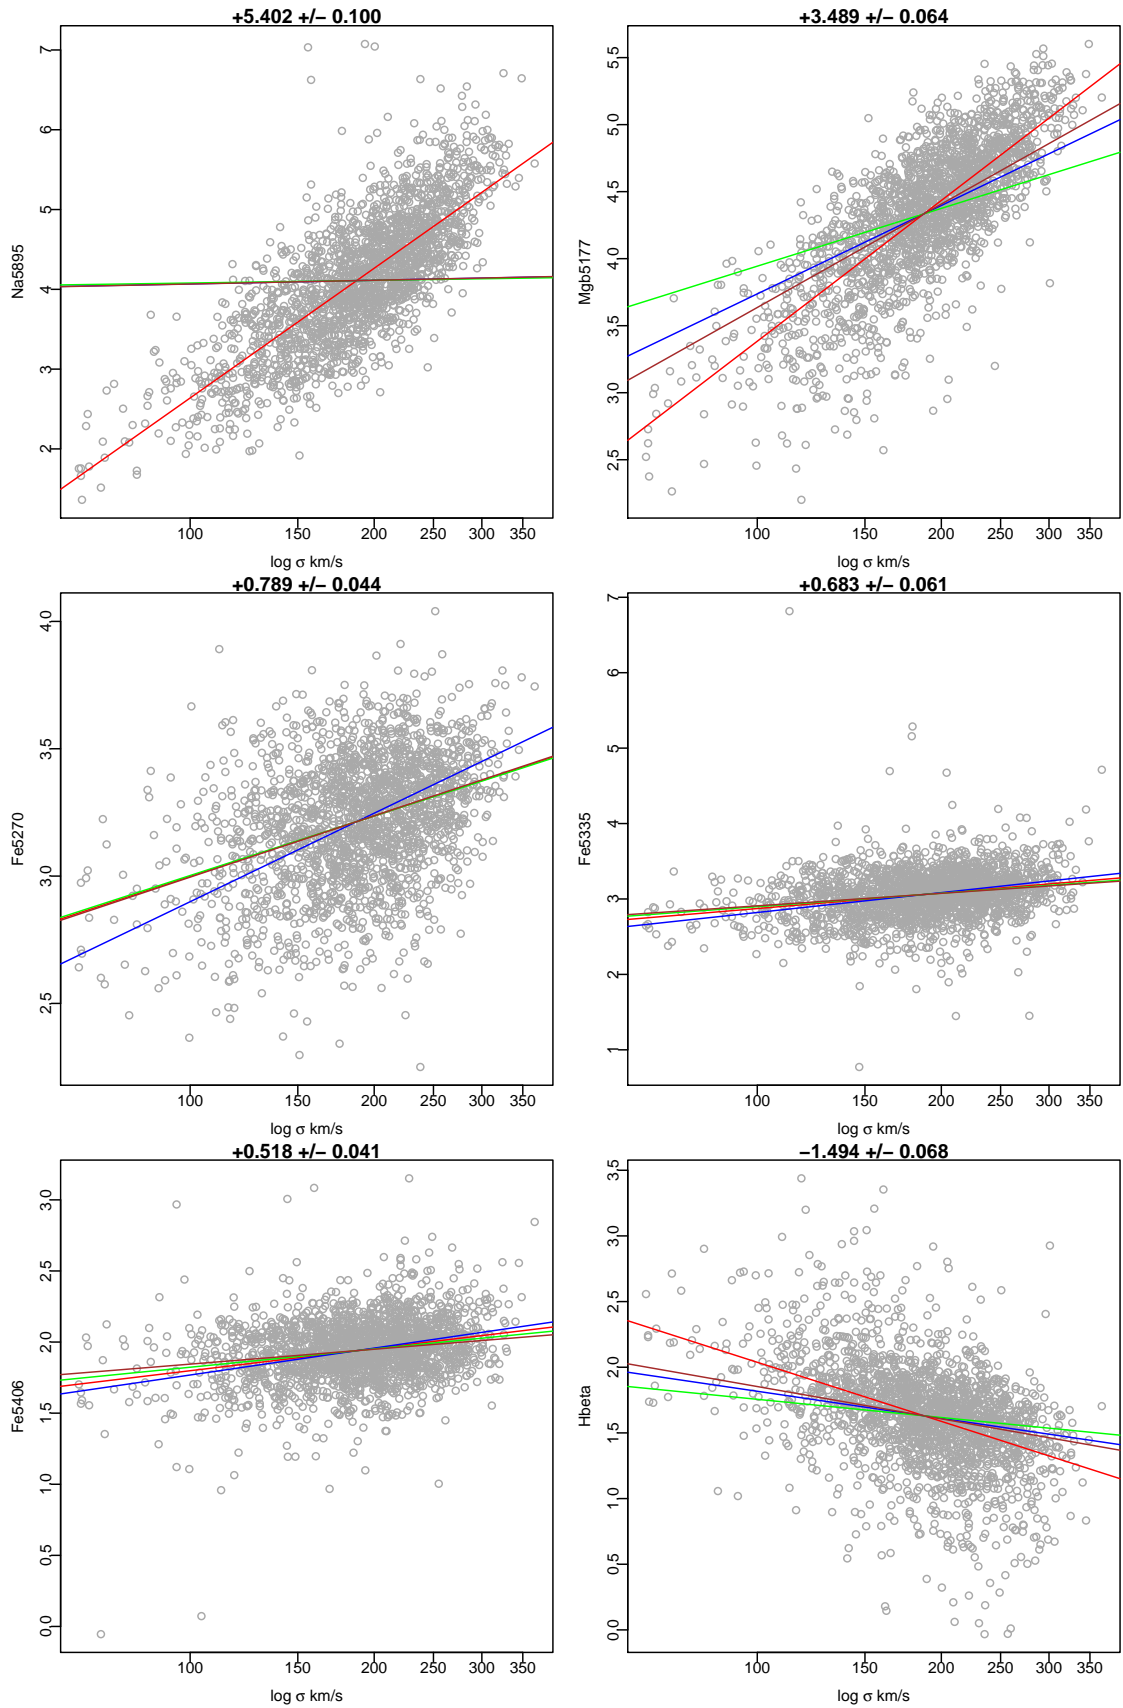 +5.402 +/− 0.100
Na5895
7
6
5
4
3
2
100 150 200 250 300 350
log σ km/s
+3.489 +/− 0.064
Mgb5177
5.5
5.0
4.5
4.0
3.5
3.0
2.5
100 150 200 250 300 350
log σ km/s
+0.789 +/− 0.044
Fe5270
4.0
3.5
3.0
2.5
100 150 200 250 300 350
log σ km/s
+0.683 +/− 0.061
Fe5335
7
6
5
4
3
2
1
100 150 200 250 300 350
log σ km/s
+0.518 +/− 0.041
Fe5406
3.0
2.5
2.0
1.5
1.0
0.5
0.0
100 150 200 250 300 350
log σ km/s
−1.494 +/− 0.068
Hbeta
3.5
3.0
2.5
2.0
1.5
1.0
0.5
0.0
100 150 200 250 300 350
log σ km/s